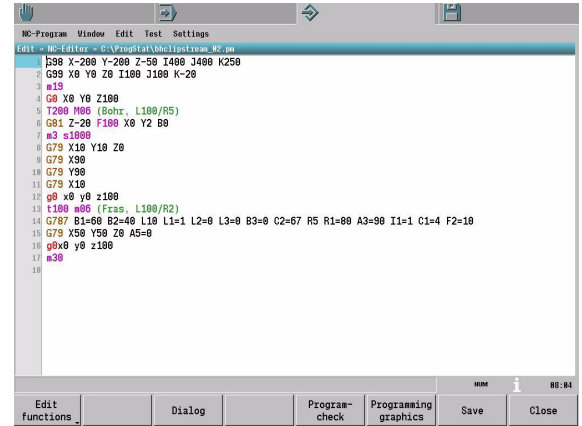 NC-Program Window Edit Test Settings
Edit - NC-Editor - C:\ProgStat\bhclipstream_02.pm
1 G98 X-200 Y-200 Z-50 I400 J400 K250
2 G99 X0 Y0 Z0 I100 J100 K-20
3 m19
4 G0 X0 Y0 Z100
5 T200 M06 (Bohr, L100/R5)
6 G81 Z-20 F100 X0 Y2 B0
7 m3 s1000
8 G79 X10 Y10 Z0
9 G79 X90
10 G79 Y90
11 G79 X10
12 g0 x0 y0 z100
13 t100 m06 (Fras, L100/R2)
14 G787 B1=60 B2=40 L10 L1=1 L2=0 L3=0 B3=0 C2=67 R5 R1=80 A3=90 I1=1 C1=4 F2=10
15 G79 X50 Y50 Z0 A5=0
16 g0x0 y0 z100
17 m30
18
NUM i 08:04
Edit functions
Dialog
Program-check
Programming graphics
Save
Close